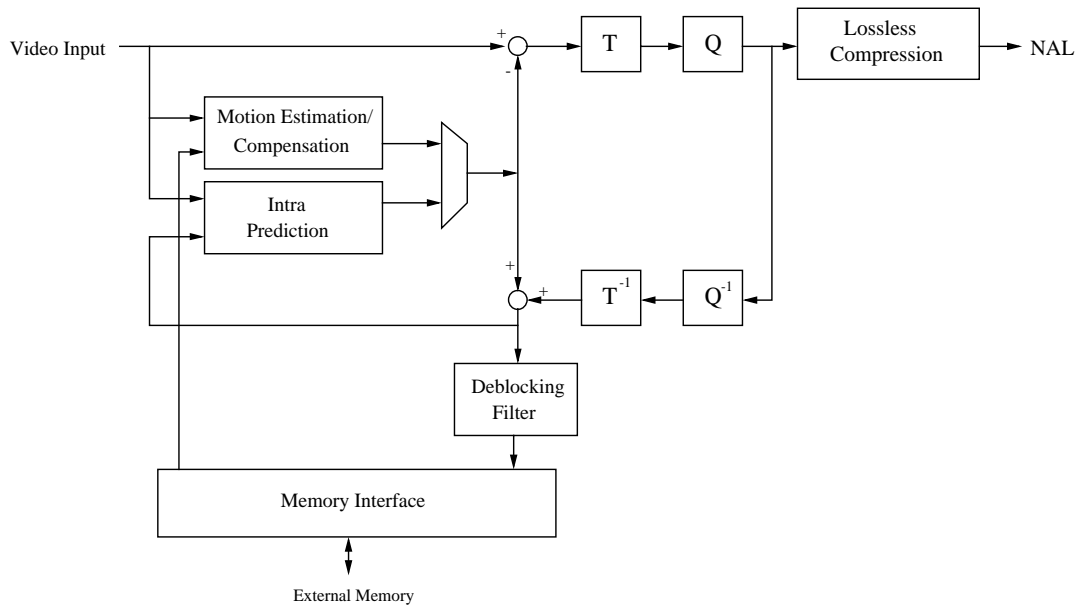 Video Input
+
-
T
Q
Lossless
Compression
NAL
Motion Estimation/
Compensation
Intra
Prediction
+
+
T-1
Q-1
Deblocking
Filter
Memory Interface
External Memory